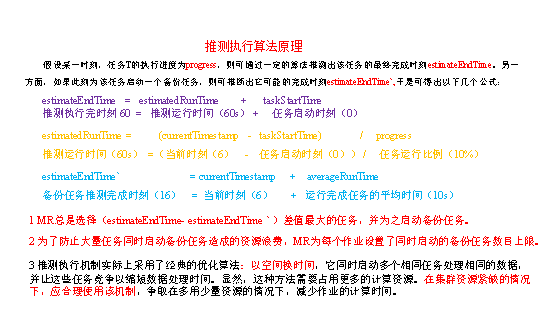 推测执行算法原理
假设某一时刻，任务T的执行进度为progress，则可通过一定的算法推测出该任务的最终完成时刻estimateEndTime。另一
方面，如果此刻为该任务启动一个备份任务，则可推断出它可能的完成时刻estimateEndTime`,于是可得出以下几个公式：
estimateEndTime = estimatedRunTime + taskStartTime
推测执行完时刻 60 = 推测运行时间（60s）+ 任务启动时刻（0）
estimatedRunTime = (currentTimestamp - taskStartTime) / progress
推测运行时间（60s）=（当前时刻（6） - 任务启动时刻（0））/ 任务运行比例（10%）
estimateEndTime` = currentTimestamp + averageRunTime
备份任务推测完成时刻（16） = 当前时刻（6） + 运行完成任务的平均时间（10s）
1 MR总是选择（estimateEndTime- estimateEndTime ` ）差值最大的任务，并为之启动备份任务。
2 为了防止大量任务同时启动备份任务造成的资源浪费，MR为每个作业设置了同时启动的备份任务数目上限。
3 推测执行机制实际上采用了经典的优化算法：以空间换时间，它同时启动多个相同任务处理相同的数据，
并让这些任务竞争以缩短数据处理时间。显然，这种方法需要占用更多的计算资源。在集群资源紧缺的情况
下，应合理使用该机制，争取在多用少量资源的情况下，减少作业的计算时间。